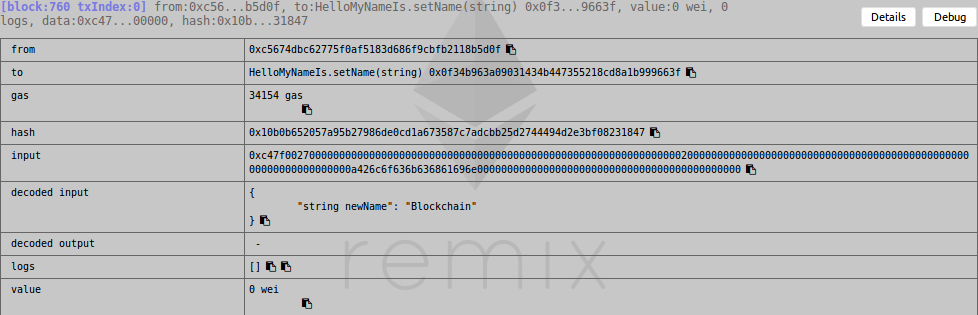 [block:760 txIndex:0] from:0xc56...b5d0f, to:HelloMyNameIs.setName(string) 0x0f3...9663f, value:0 wei, 0
logs, data:0xc47...00000, hash:0x10b...31847
Details
Debug
from 0xc5674dbc62775f0af5183d686f9cbfb2118b5d0f
to HelloMyNameIs.setName(string) 0x0f34b963a09031434b447355218cd8a1b999663f
gas 34154 gas
hash 0x10b0b652057a95b27986de0cd1a673587c7adcbb25d2744494d2e3bf08231847
input 0xc47f002700000000000000000000000000000000000000000000000000000000000000200000000000000000000000000000000000000000000000
00000000000000000a426c6f636b636861696e00000000000000000000000000000000000000000000
decoded input {
"string newName": "Blockchain"
}
decoded output -
logs []
value 0 wei
remix